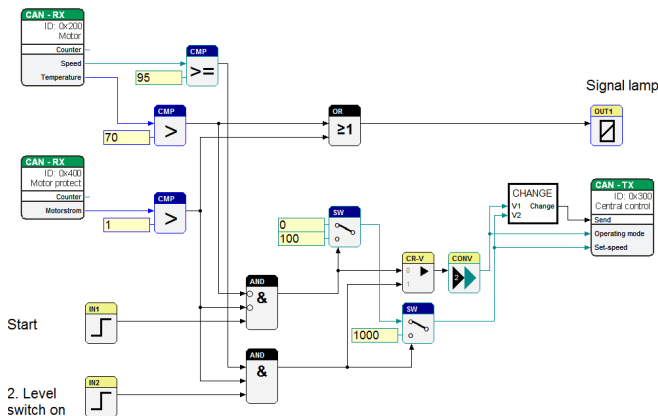 CAN - RX
ID: 0x200
Motor
Counter
Speed
Temperature
CMP
>=
95
CMP
>
70
OR
≥1
Signal lamp
OUT1
CAN - RX
ID: 0x400
Motor protect
Counter
Motorstrom
CMP
>
1
SW
0
100
CHANGE
V1 Change
V2
CAN - TX
ID: 0x300
Central control
Send
Operating mode
Set-speed
CR-V
0
1
CONV
2
AND
&
SW
1000
Start
IN1
AND
&
2. Level
switch on
IN2